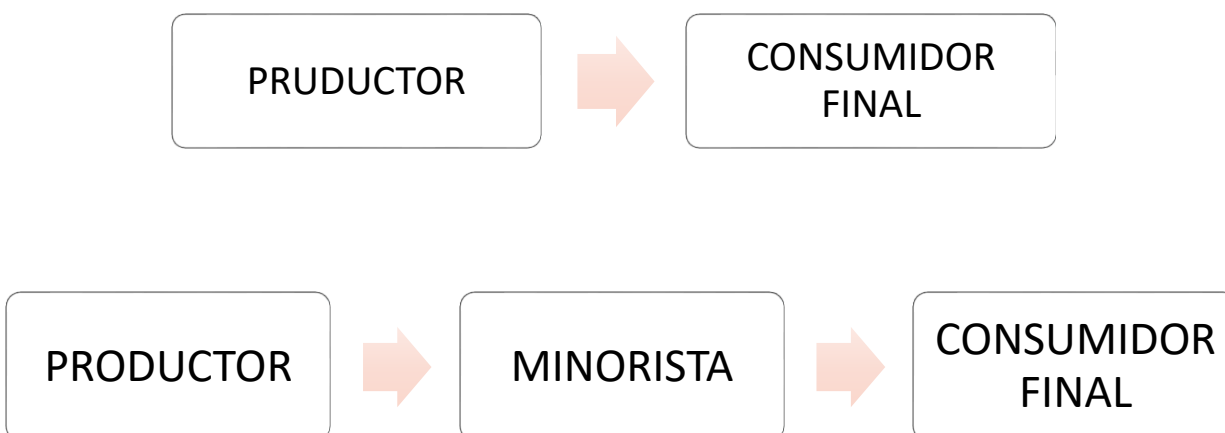 PRUDUCTOR
CONSUMIDOR
FINAL
PRODUCTOR
MINORISTA
CONSUMIDOR
FINAL